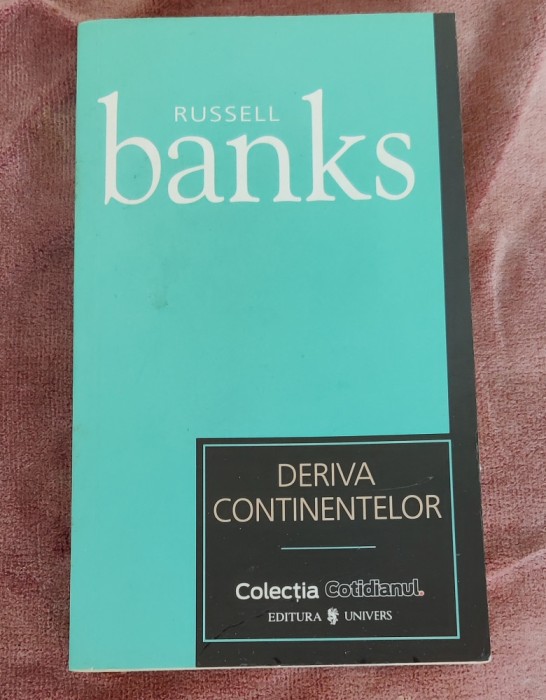 RUSSELL
banks
DERIVA
CONTINENTELOR
Colecția Cotidianul.
EDITURA UNIVERS